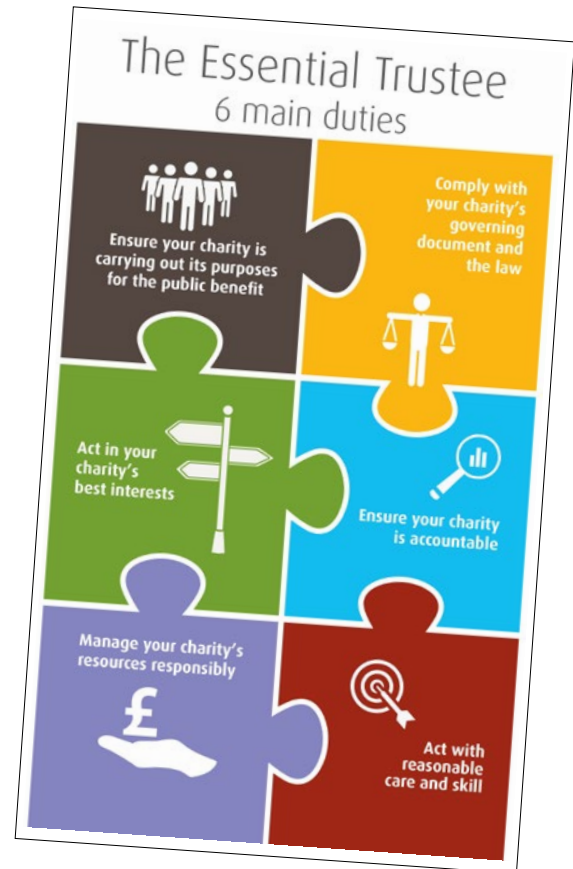 The Essential Trustee
6 main duties
Ensure your charity is
carrying out its purposes
for the public benefit
Comply with
your charity's
governing
document and
the law
Act in your
charity's
best interests
Ensure your charity
is accountable
Manage your charity's
resources responsibly
£
Act with
reasonable
care and skill